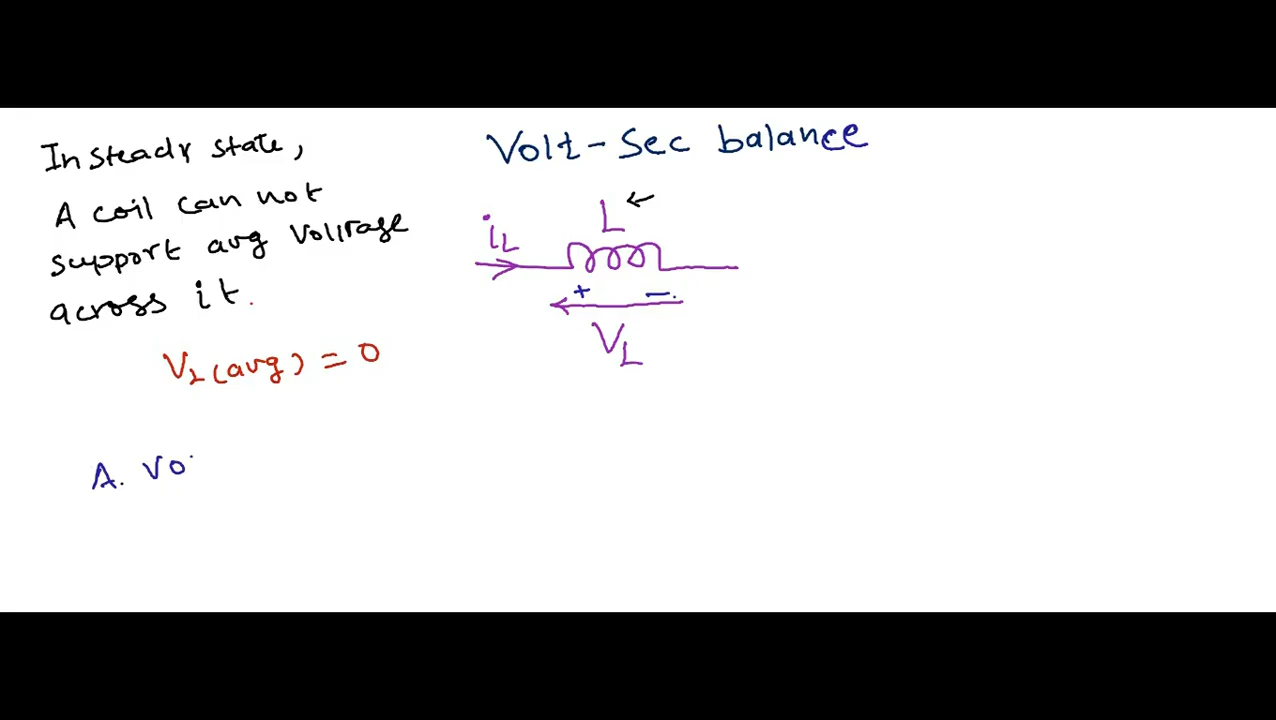 Volt-Sec balance
In steady state,
A coil can not
support avg Voltage
across it.
V_L(avg) = 0
L ←
i_L
+ -
V_L
A. Vo